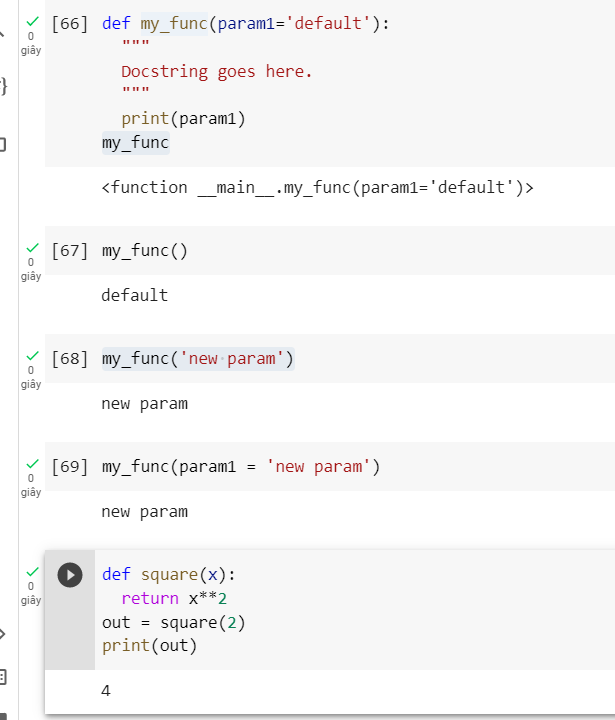 [66] def my_func(param1='default'):
"""
Docstring goes here.
"""
print(param1)
my_func
0
giây
<function __main__.my_func(param1='default')>
[67] my_func()
0
giây
default
[68] my_func('new param')
0
giây
new param
[69] my_func(param1 = 'new param')
0
giây
new param
def square(x):
return x**2
out = square(2)
print(out)
0
giây
4